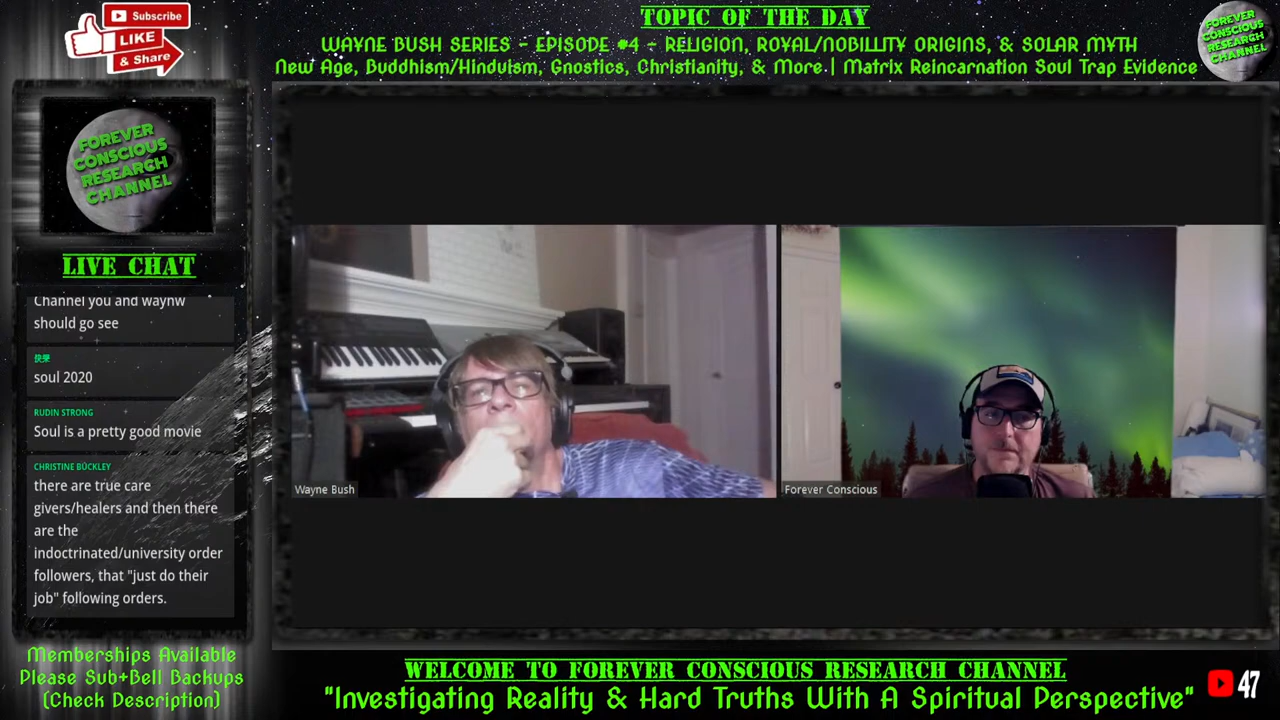 Subscribe
LIKE
& Share
TOPIC OF THE DAY
WAYNE BUSH SERIES - EPISODE #4 - RELIGION, ROYAL/NOBILLITY ORIGINS, & SOLAR MYTH
New Age, Buddhism/Hinduism, Gnostics, Christianity, & More | Matrix Reincarnation Soul Trap Evidence
FOREVER
CONSCIOUS
RESEARCH
CHANNEL
FOREVER
CONSCIOUS
RESEARCH
CHANNEL
LIVE CHAT
Channel you and waynw
should go see
快樂
soul 2020
RUDIN STRONG
Soul is a pretty good movie
CHRISTINE BUCKLEY
there are true care
givers/healers and then there
are the
indoctrinated/university order
followers, that "just do their
job" following orders.
Wayne Bush
Forever Conscious
Memberships Available
Please Sub+Bell Backups
(Check Description)
WELCOME TO FOREVER CONSCIOUS RESEARCH CHANNEL
"Investigating Reality & Hard Truths With A Spiritual Perspective"
47